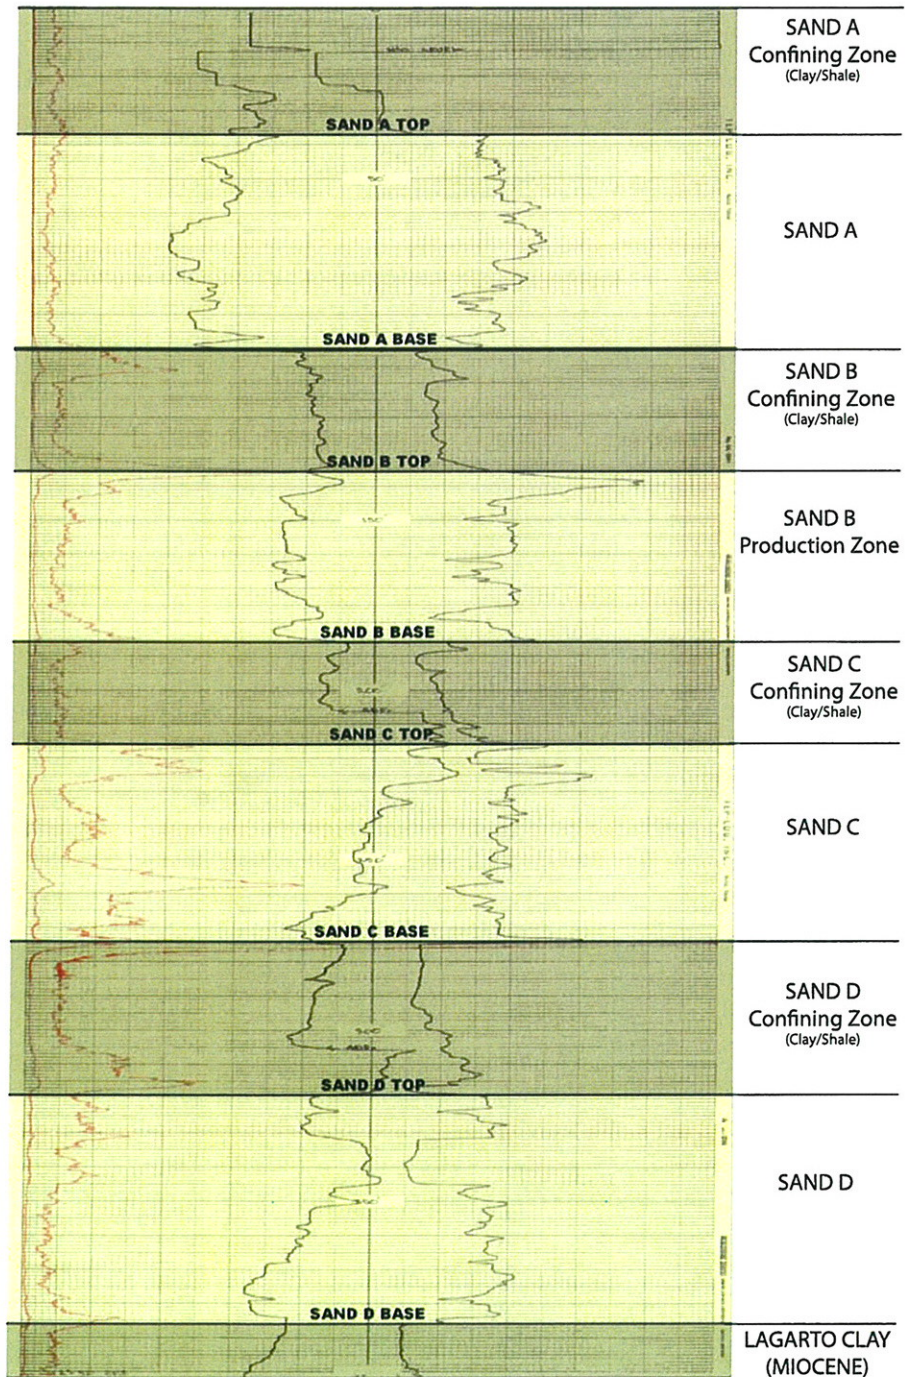 SAND A
Confining Zone
(Clay/Shale)
SAND A TOP
SAND A
SAND A BASE
SAND B
Confining Zone
(Clay/Shale)
SAND B TOP
SAND B
Production Zone
SAND B BASE
SAND C
Confining Zone
(Clay/Shale)
SAND C TOP
SAND C
SAND C BASE
SAND D
Confining Zone
(Clay/Shale)
SAND D TOP
SAND D
SAND D BASE
LAGARTO CLAY
(MIOCENE)